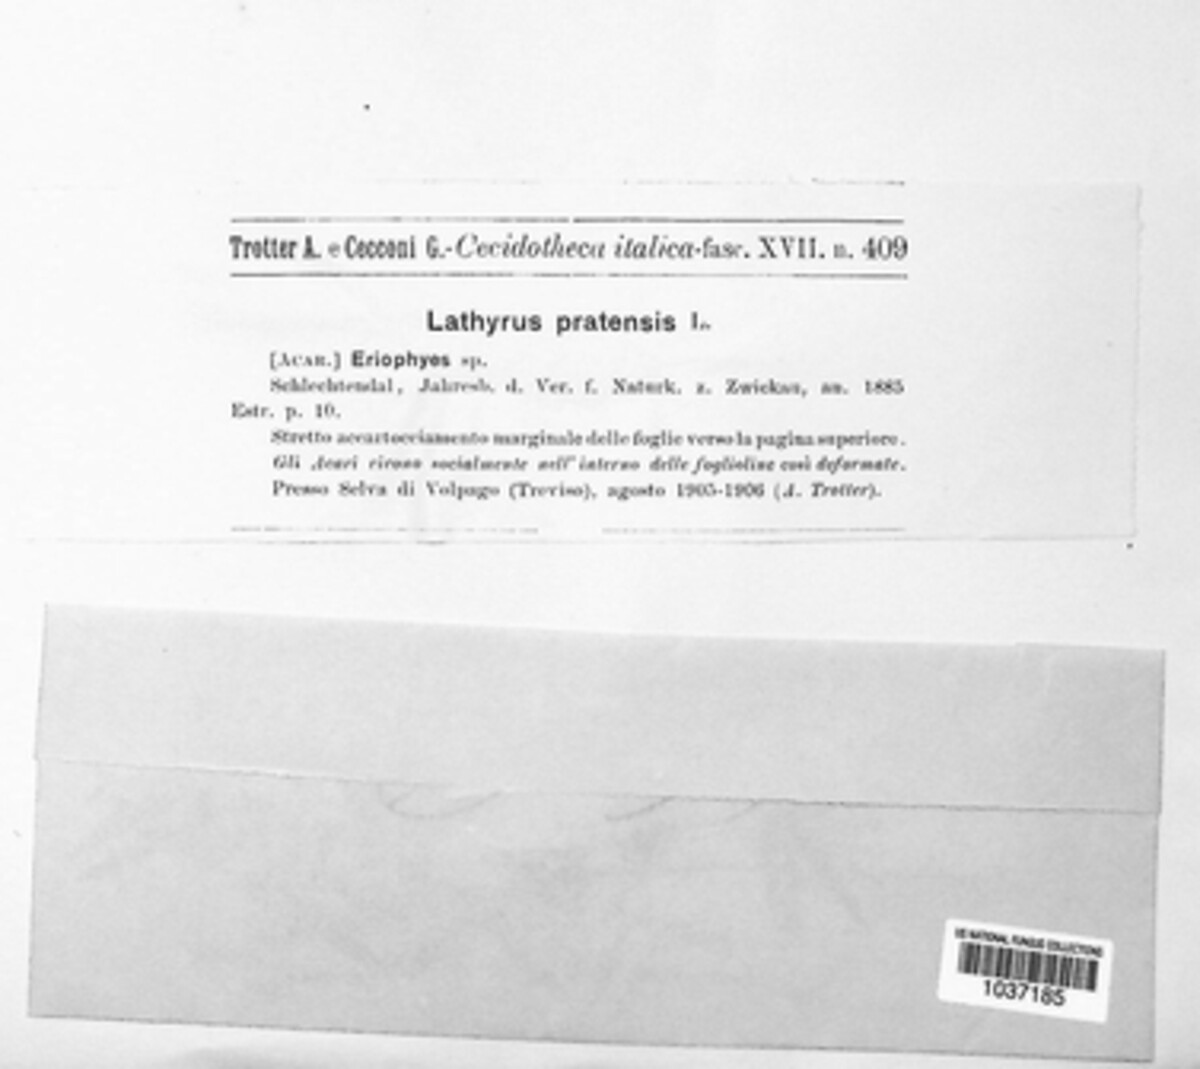 Trotter A. e Cecconi G.-Cecidotheca italica-fasc. XVII. n. 409
Lathyrus pratensis L.
[ACAR.] Eriophyes sp.
Schlechtendal, Jahresb. d. Ver. f. Naturk. z. Zwickau, an. 1885
Estr. p. 10.
Stretto accartocciamento marginale delle foglie verso la pagina superiore.
Gli Acari vivono socialmente nell'interno delle foglioline così deformate.
Presso Selva di Volpago (Treviso), agosto 1905-1906 (A. Trotter).
US NATIONAL FUNGUS COLLECTIONS
1037185